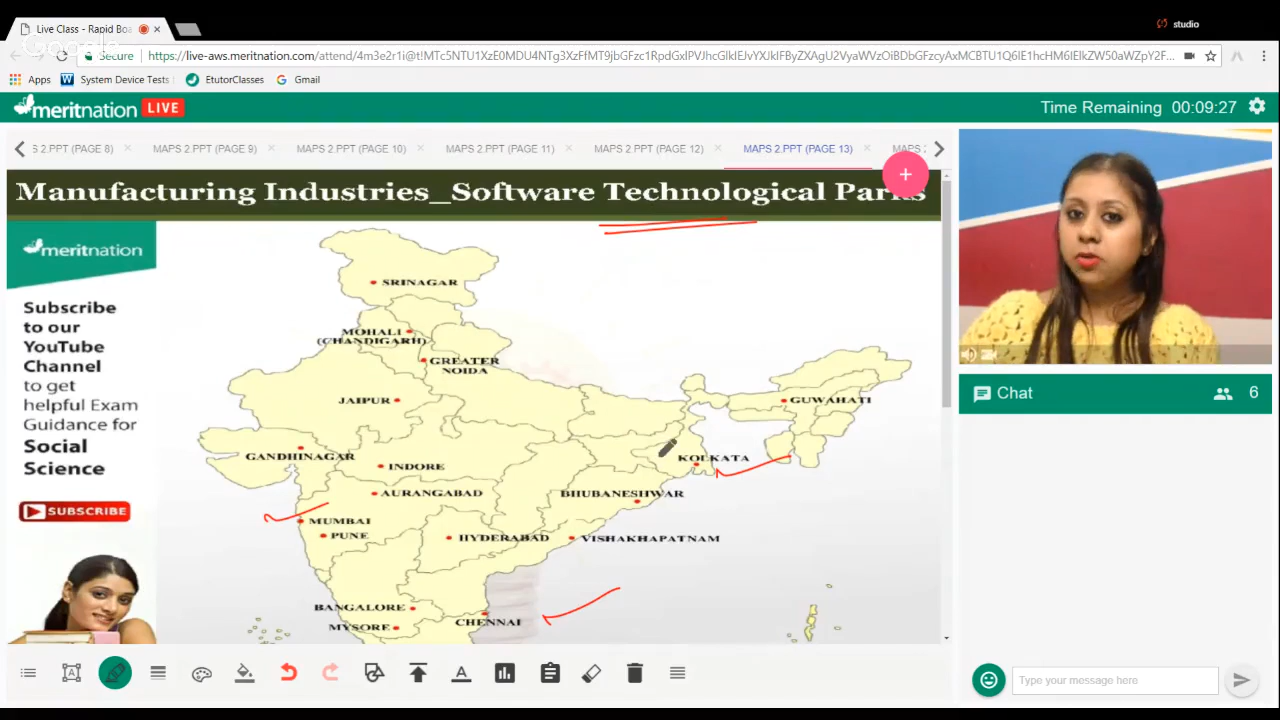 studio
Live Class - Rapid Boa
Secure
https://live-aws.meritnation.com/attend/
Apps
System Device Tests
EtutorClasses
Gmail
meritnation LIVE
Time Remaining 00:09:27
S 2.PPT (PAGE 8)
MAPS 2.PPT (PAGE 9)
MAPS 2.PPT (PAGE 10)
MAPS 2.PPT (PAGE 11)
MAPS 2.PPT (PAGE 12)
MAPS 2.PPT (PAGE 13)
MAPS 2
Manufacturing Industries_Software Technological Parks
meritnation
Subscribe
to our
YouTube
Channel
to get
helpful Exam
Guidance for
Social
Science
SUBSCRIBE
SRINAGAR
MOHALI
(CHANDIGARH)
GREATER
NOIDA
JAIPUR
GUWAHATI
GANDHINAGAR
INDORE
KOLKATA
AURANGABAD
BHUBANESHWAR
MUMBAI
PUNE
HYDERABAD
VISHAKHAPATNAM
BANGALORE
CHENNAI
MYSORE
Chat
6
Type your message here